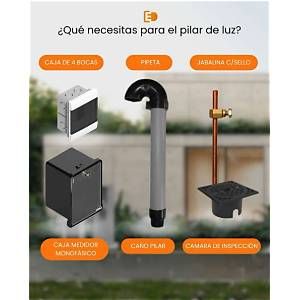 ¿Qué necesitas para el pilar de luz?
CAJA DE 4 BOCAS
PIPETA
JABALINA C/SELLO
CAJA MEDIDOR
MONOFÁSICO
CAÑO PILAR
CAMARA DE INSPECCIÓN